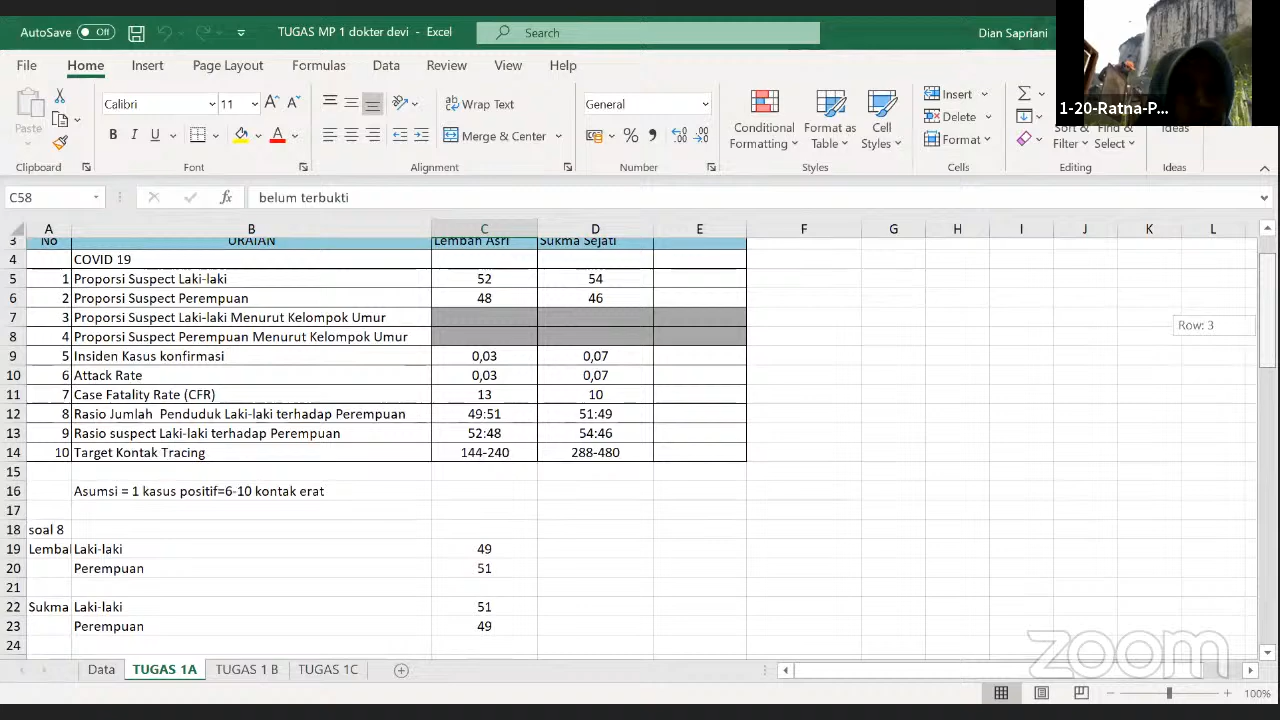 AutoSave Off TUGAS MP 1 dokter devi - Excel Search Dian Sapriani
1-20-Ratna-P...
File Home Insert Page Layout Formulas Data Review View Help
Paste
Clipboard
Calibri 11
B I U
Font
Wrap Text
Merge & Center
Alignment
General
Number
Conditional Formatting
Format as Table
Cell Styles
Styles
Insert
Delete
Format
Cells
Sort & Filter
Find & Select
Editing
Ideas
Ideas
C58 fx belum terbukti
A B C D E F G H I J K L
3 No URAIAN Lembah Asri Sukma Sejati
4 COVID 19
5 1 Proporsi Suspect Laki-laki 52 54
6 2 Proporsi Suspect Perempuan 48 46
7 3 Proporsi Suspect Laki-laki Menurut Kelompok Umur
8 4 Proporsi Suspect Perempuan Menurut Kelompok Umur
9 5 Insiden Kasus konfirmasi 0,03 0,07
10 6 Attack Rate 0,03 0,07
11 7 Case Fatality Rate (CFR) 13 10
12 8 Rasio Jumlah Penduduk Laki-laki terhadap Perempuan 49:51 51:49
13 9 Rasio suspect Laki-laki terhadap Perempuan 52:48 54:46
14 10 Target Kontak Tracing 144-240 288-480
15
16 Asumsi = 1 kasus positif=6-10 kontak erat
17
18 soal 8
19 Lembal Laki-laki 49
20 Perempuan 51
21
22 Sukma Laki-laki 51
23 Perempuan 49
24
Row: 3
zoom
Data TUGAS 1A TUGAS 1 B TUGAS 1C
100%